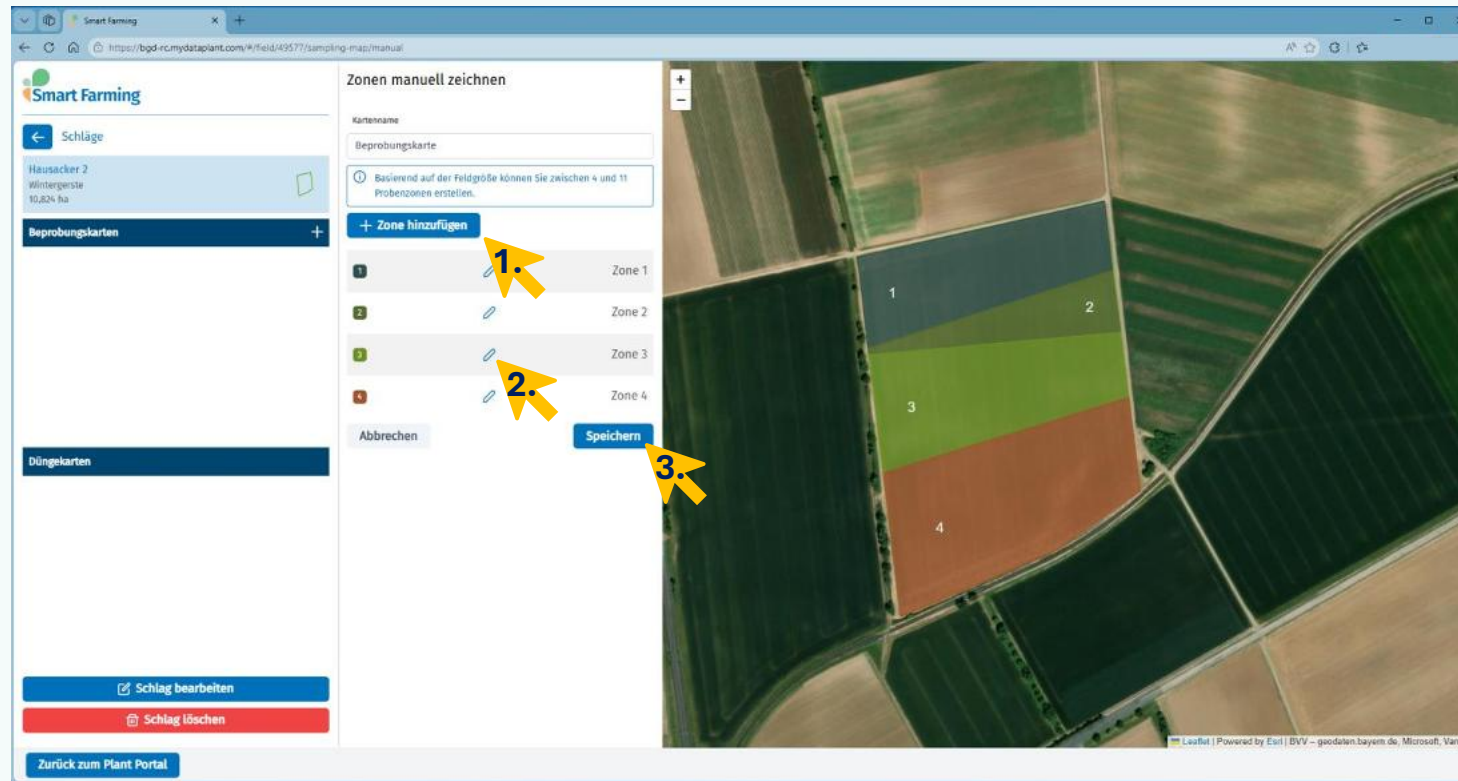 Smart Farming
https://bgd-rc.mydataplant.com/#/field/49577/sampling-map/manual
Smart Farming
Schläge
Hausacker 2
Wintergerste
10,824 ha
Beprobungskarten +
Düngekarten
Schlag bearbeiten
Schlag löschen
Zurück zum Plant Portal
Zonen manuell zeichnen
Kartenname
Beprobungskarte
Basierend auf der Feldgröße können Sie zwischen 4 und 11
Probenzonen erstellen.
+ Zone hinzufügen
1.
1 Zone 1
2 Zone 2
3 Zone 3
2.
4 Zone 4
Abbrechen Speichern
3.
+
−
1
2
3
4
Leaflet | Powered by Esri | BVV – geodaten.bayern.de, Microsoft, Van